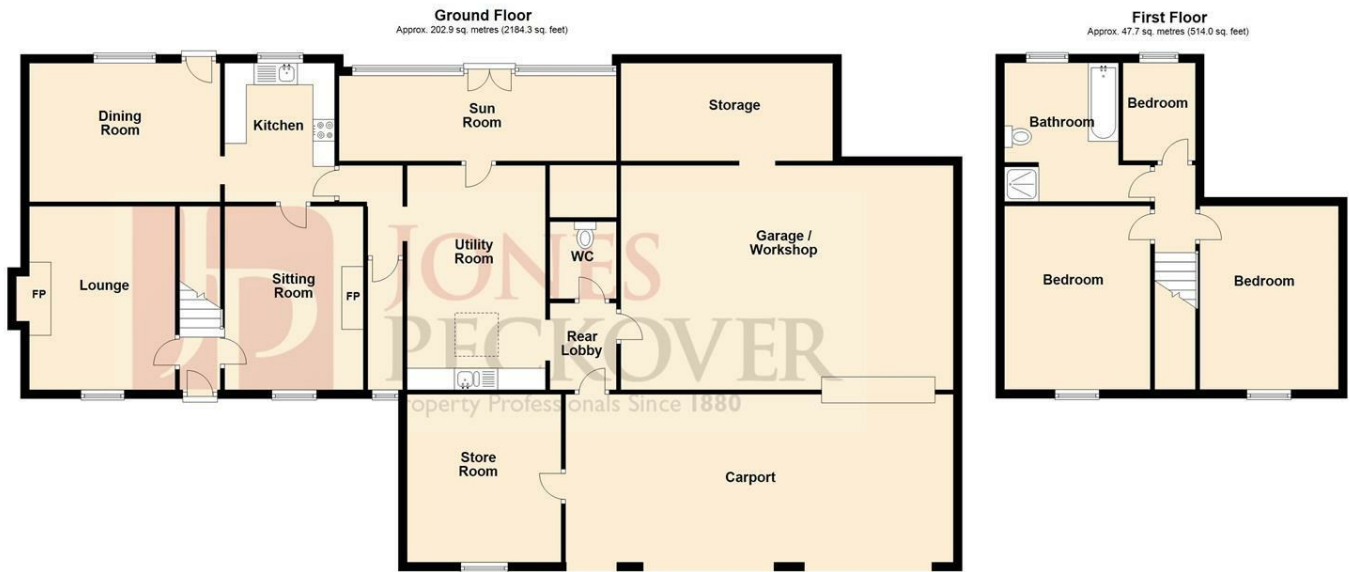 Ground Floor
Approx. 202.9 sq. metres (2184.3 sq. feet)
First Floor
Approx. 47.7 sq. metres (514.0 sq. feet)
Dining
Room
Kitchen
Sun
Room
Storage
Lounge
FP
Sitting
Room
FP
Utility
Room
WC
Rear
Lobby
Garage /
Workshop
Store
Room
Carport
Bathroom
Bedroom
Bedroom
Bedroom
JONES
PECKOVER
Property Professionals Since 1880